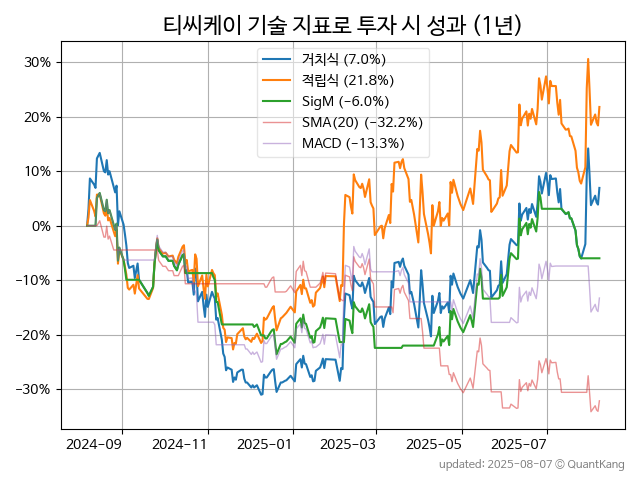 티씨케이 기술 지표로 투자 시 성과 (1년)
거치식 (7.0%)
적립식 (21.8%)
SigM (−6.0%)
SMA(20) (−32.2%)
MACD (−13.3%)
30%
20%
10%
0%
−10%
−20%
−30%
2024-09 2024-11 2025-01 2025-03 2025-05 2025-07
updated: 2025-08-07 © QuantKang